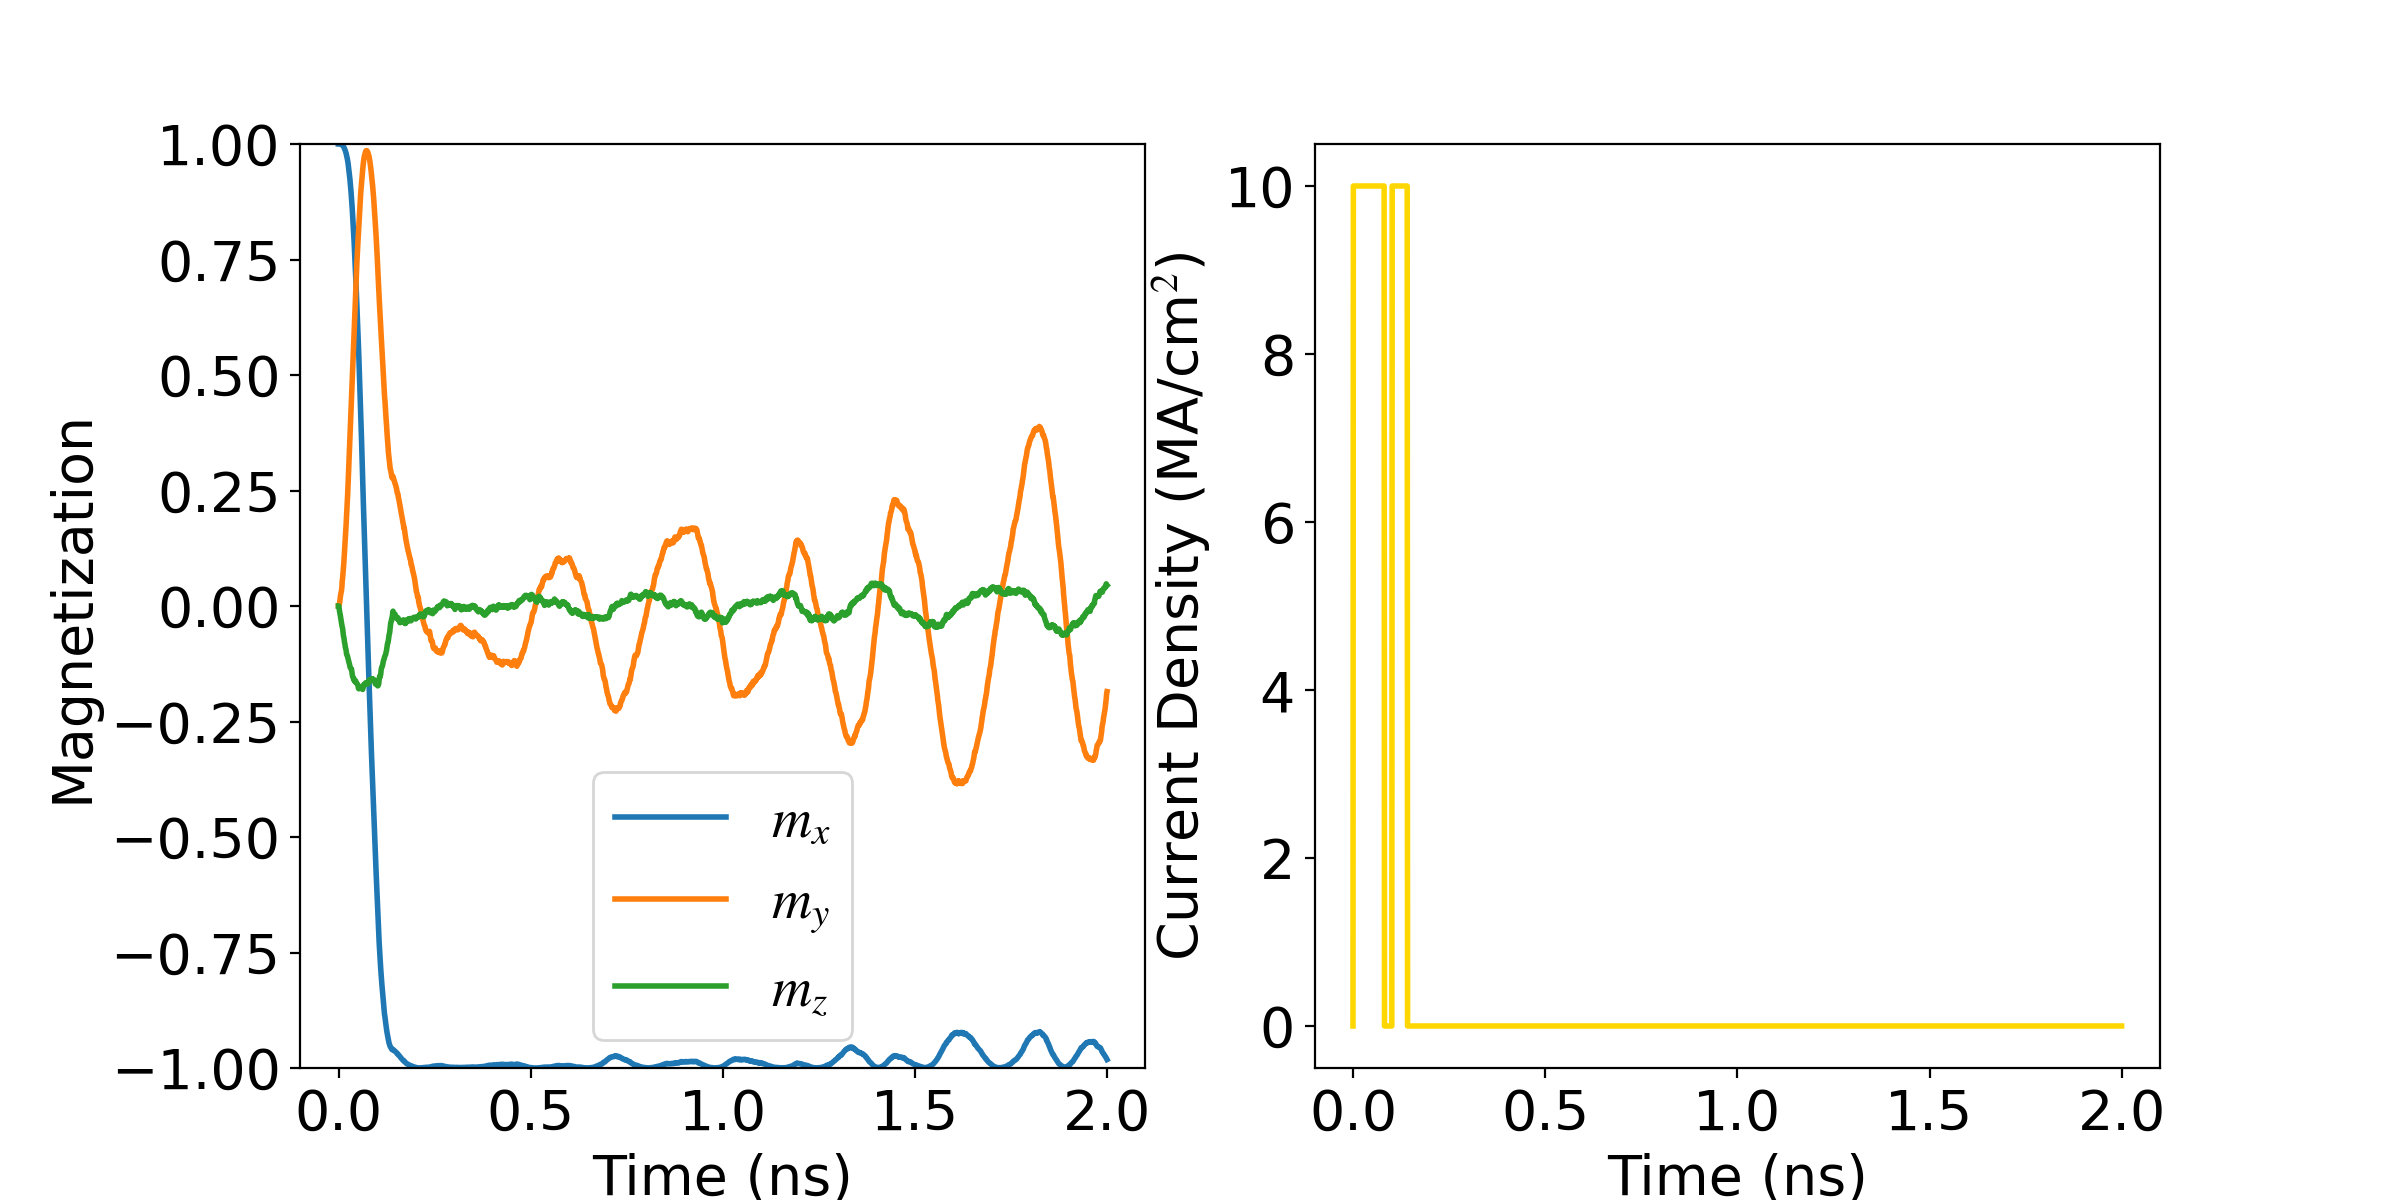 Magnetization
1.00
0.75
0.50
0.25
0.00
−0.25
−0.50
−0.75
−1.00
0.0 0.5 1.0 1.5 2.0
Time (ns)
m_x
m_y
m_z
Current Density (MA/cm²)
10
8
6
4
2
0
0.0 0.5 1.0 1.5 2.0
Time (ns)